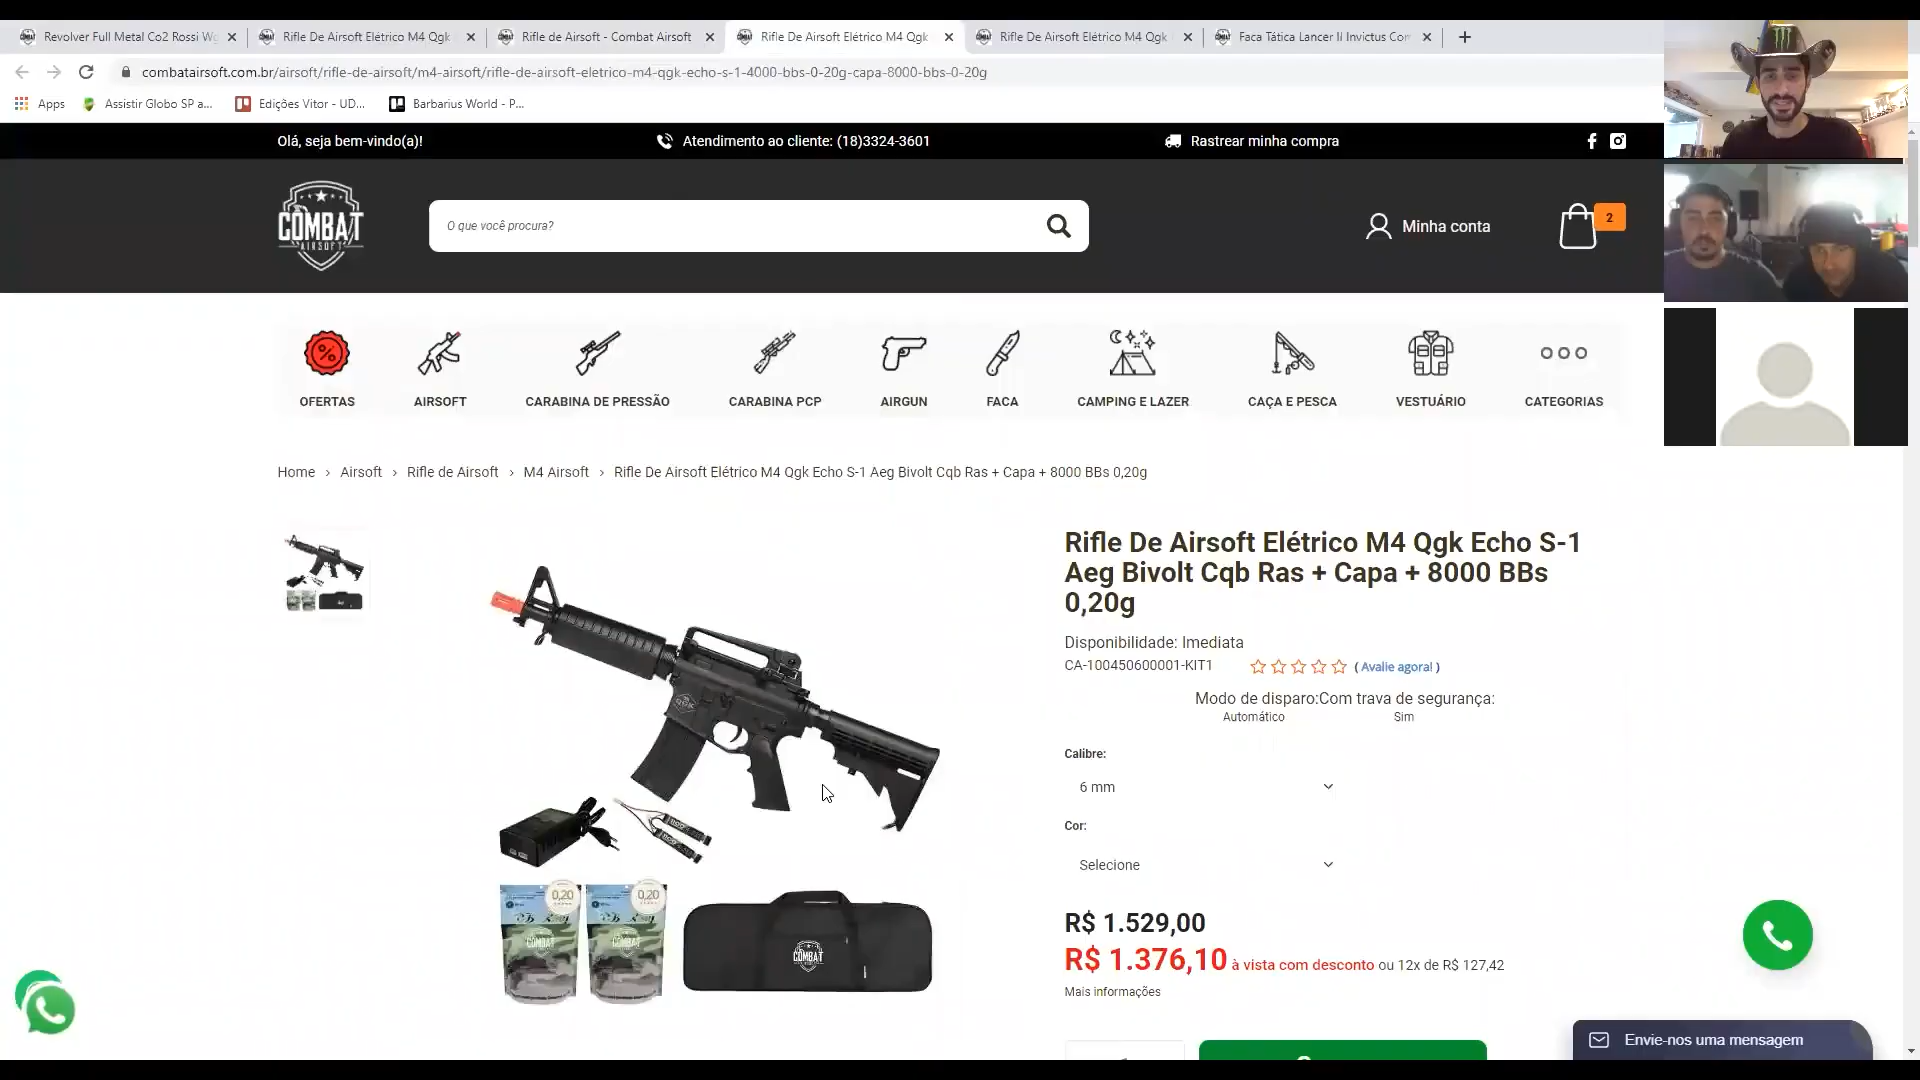 Revolver Full Metal Co2 Rossi Wg
Rifle De Airsoft Elétrico M4 Qgk
Rifle de Airsoft - Combat Airsoft
Rifle De Airsoft Elétrico M4 Qgk
Rifle De Airsoft Elétrico M4 Qgk
Faca Tática Lancer Ii Invictus Com
combatairsoft.com.br/airsoft/rifle-de-airsoft/m4-airsoft/rifle-de-airsoft-eletrico-m4-qgk-echo-s-1-4000-bbs-0-20g-capa-8000-bbs-0-20g
Apps
Assistir Globo SP a...
Edições Vitor - UD...
Barbarius World - P...
Olá, seja bem-vindo(a)!
Atendimento ao cliente: (18)3324-3601
Rastrear minha compra
COMBAT
AIRSOFT
O que você procura?
Minha conta
2
OFERTAS
AIRSOFT
CARABINA DE PRESSÃO
CARABINA PCP
AIRGUN
FACA
CAMPING E LAZER
CAÇA E PESCA
VESTUÁRIO
CATEGORIAS
Home › Airsoft › Rifle de Airsoft › M4 Airsoft › Rifle De Airsoft Elétrico M4 Qgk Echo S-1 Aeg Bivolt Cqb Ras + Capa + 8000 BBs 0,20g
Rifle De Airsoft Elétrico M4 Qgk Echo S-1
Aeg Bivolt Cqb Ras + Capa + 8000 BBs
0,20g
Disponibilidade: Imediata
CA-100450600001-KIT1
( Avalie agora! )
Modo de disparo:Com trava de segurança:
Automático
Sim
Calibre:
6 mm
Cor:
Selecione
0,20
0,20
COMBAT
COMBAT
COMBAT
R$ 1.529,00
R$ 1.376,10 à vista com desconto ou 12x de R$ 127,42
Mais informações
Envie-nos uma mensagem